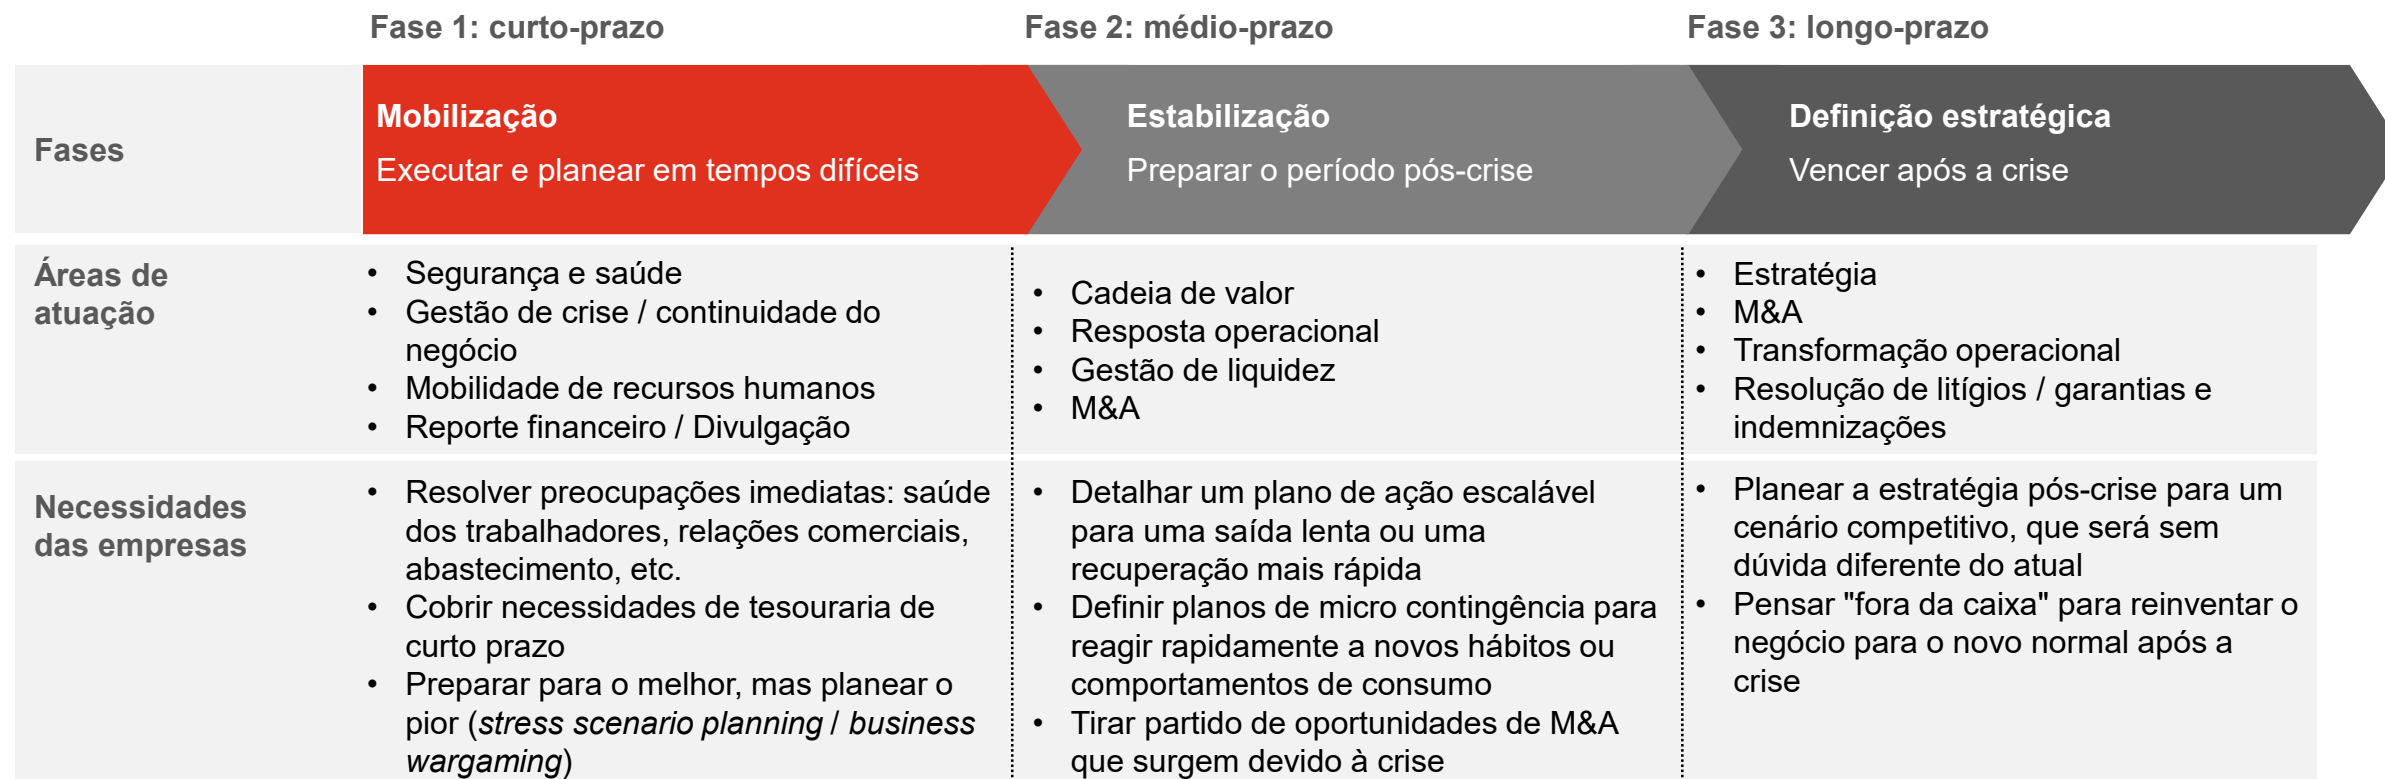 Fase 1: curto-prazo
Fase 2: médio-prazo
Fase 3: longo-prazo
Fases
Mobilização
Executar e planear em tempos difíceis
Estabilização
Preparar o período pós-crise
Definição estratégica
Vencer após a crise
Áreas de
atuação
• Segurança e saúde
• Gestão de crise / continuidade do
negócio
• Mobilidade de recursos humanos
• Reporte financeiro / Divulgação
• Cadeia de valor
• Resposta operacional
• Gestão de liquidez
• M&A
• Estratégia
• M&A
• Transformação operacional
• Resolução de litígios / garantias e
indemnizações
Necessidades
das empresas
• Resolver preocupações imediatas: saúde
dos trabalhadores, relações comerciais,
abastecimento, etc.
• Cobrir necessidades de tesouraria de
curto prazo
• Preparar para o melhor, mas planear o
pior (stress scenario planning / business
wargaming)
• Detalhar um plano de ação escalável
para uma saída lenta ou uma
recuperação mais rápida
• Definir planos de micro contingência para
reagir rapidamente a novos hábitos ou
comportamentos de consumo
• Tirar partido de oportunidades de M&A
que surgem devido à crise
• Planear a estratégia pós-crise para um
cenário competitivo, que será sem
dúvida diferente do atual
• Pensar "fora da caixa" para reinventar o
negócio para o novo normal após a
crise